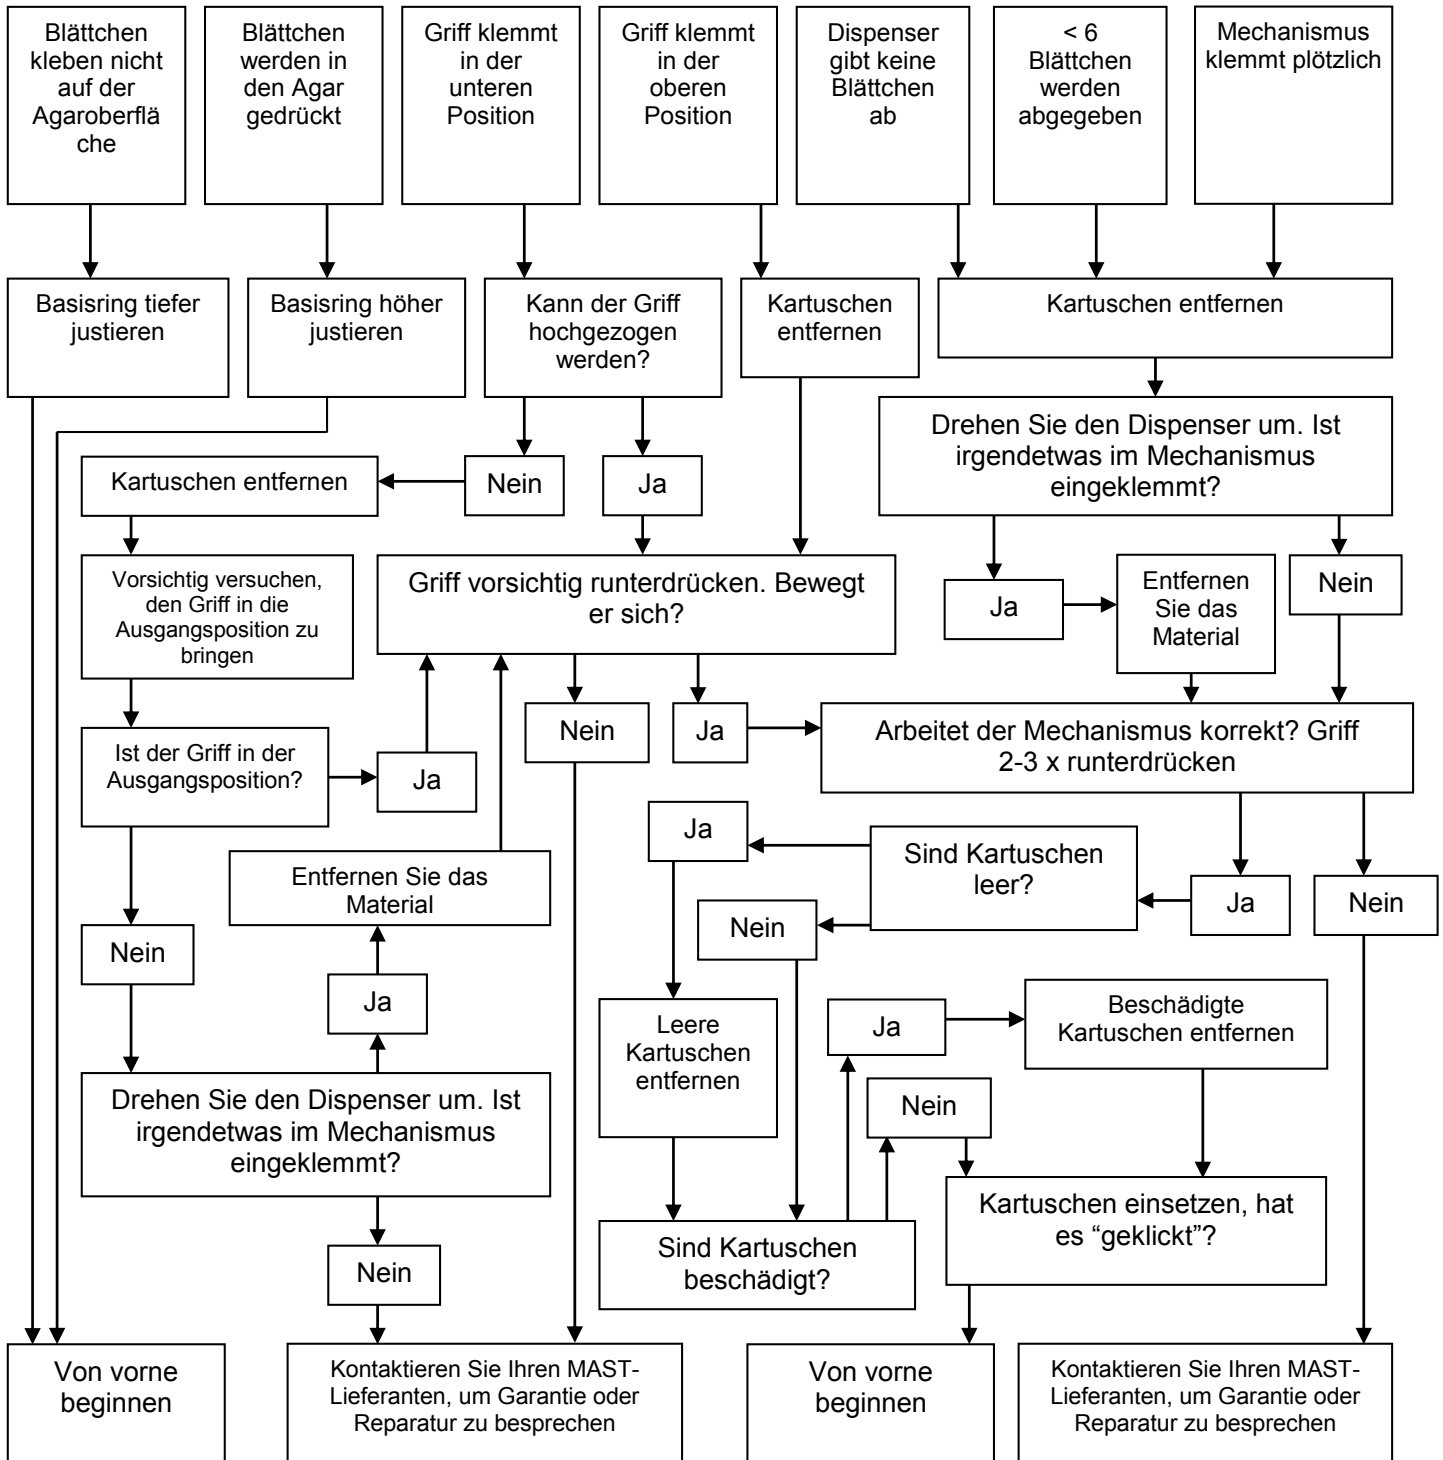 Blättchen
kleben nicht
auf der
Agaroberflä
che
Blättchen
werden in
den Agar
gedrückt
Griff klemmt
in der
unteren
Position
Griff klemmt
in der
oberen
Position
Dispenser
gibt keine
Blättchen
ab
< 6
Blättchen
werden
abgegeben
Mechanismus
klemmt plötzlich
Basisring tiefer
justieren
Basisring höher
justieren
Kann der Griff
hochgezogen
werden?
Kartuschen
entfernen
Kartuschen entfernen
Drehen Sie den Dispenser um. Ist
irgendetwas im Mechanismus
eingeklemmt?
Kartuschen entfernen
Nein
Ja
Vorsichtig versuchen,
den Griff in die
Ausgangsposition zu
bringen
Griff vorsichtig runterdrücken. Bewegt
er sich?
Ja
Entfernen
Sie das
Material
Nein
Ist der Griff in der
Ausgangsposition?
Ja
Nein
Ja
Arbeitet der Mechanismus korrekt? Griff
2-3 x runterdrücken
Ja
Sind Kartuschen
leer?
Ja
Nein
Entfernen Sie das
Material
Nein
Nein
Ja
Leere
Kartuschen
entfernen
Ja
Beschädigte
Kartuschen entfernen
Drehen Sie den Dispenser um. Ist
irgendetwas im Mechanismus
eingeklemmt?
Nein
Kartuschen einsetzen, hat
es “geklickt”?
Sind Kartuschen
beschädigt?
Nein
Von vorne
beginnen
Kontaktieren Sie Ihren MAST-
Lieferanten, um Garantie oder
Reparatur zu besprechen
Von vorne
beginnen
Kontaktieren Sie Ihren MAST-
Lieferanten, um Garantie oder
Reparatur zu besprechen